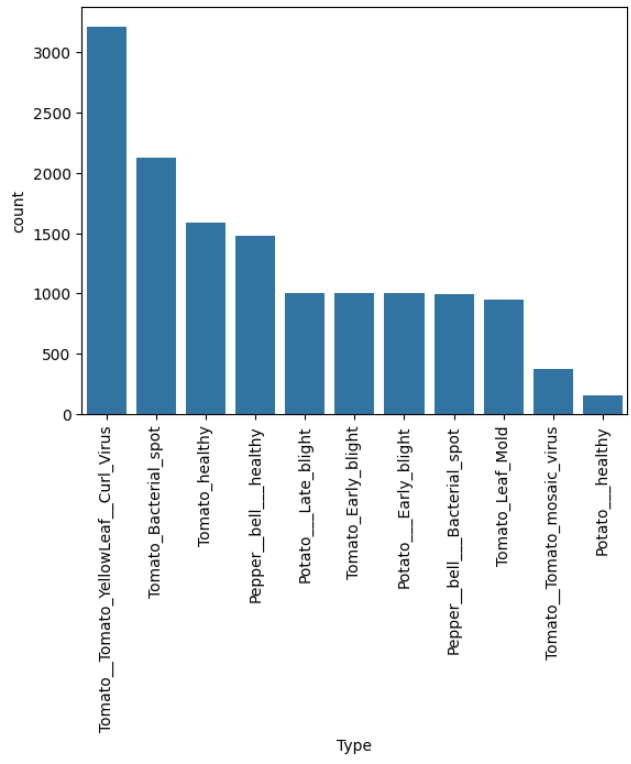 3000
2500
2000
1500
1000
500
0
count
Tomato__Tomato_YellowLeaf__Curl_Virus
Tomato_Bacterial_spot
Tomato_healthy
Pepper__bell___healthy
Potato___Late_blight
Tomato_Early_blight
Potato___Early_blight
Pepper__bell___Bacterial_spot
Tomato_Leaf_Mold
Tomato__Tomato_mosaic_virus
Potato___healthy
Type